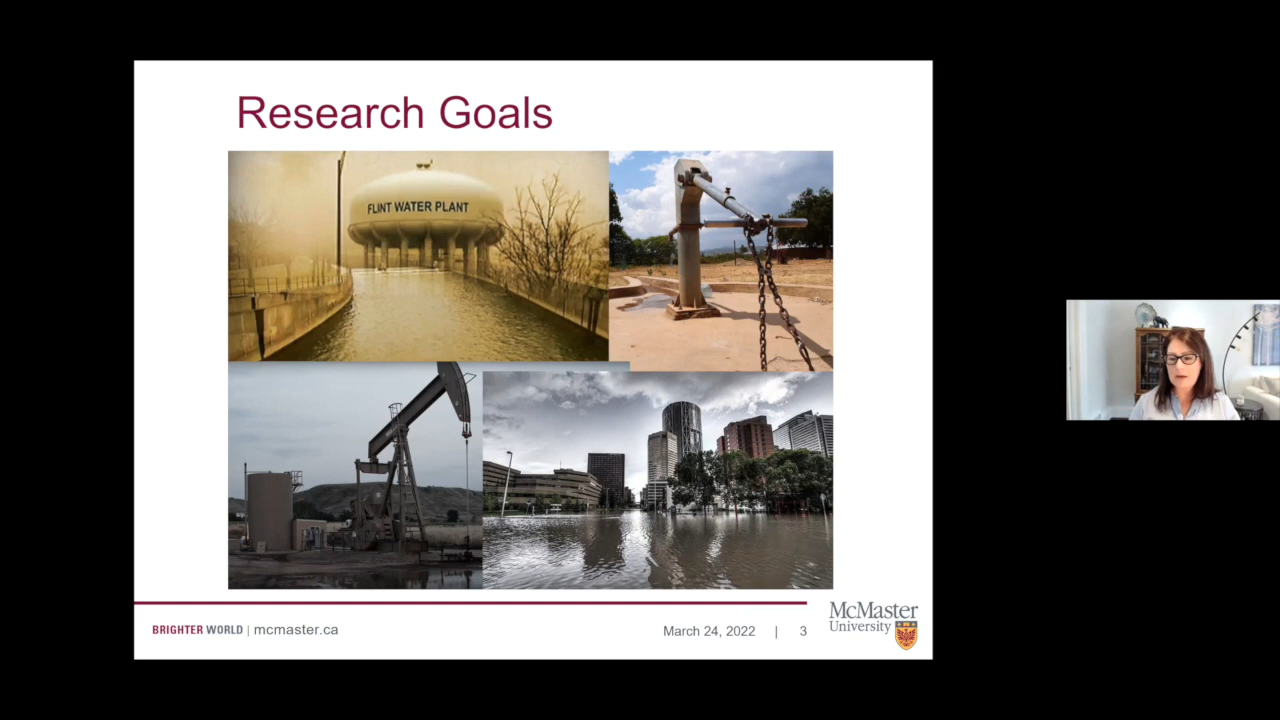 Research Goals
FLINT WATER PLANT
BRIGHTER WORLD | mcmaster.ca
March 24, 2022 | 3
McMaster
University